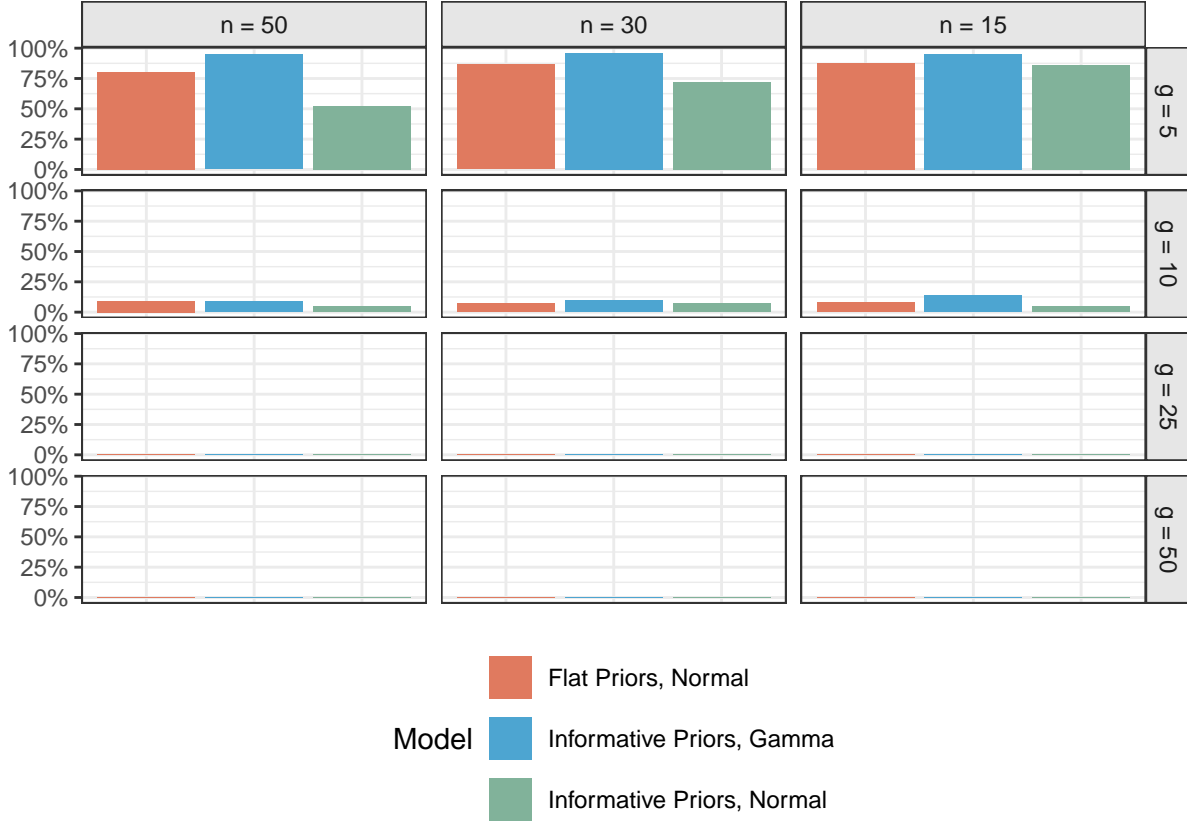 n = 50
n = 30
n = 15
100%
75%
50%
25%
0%
g = 5
100%
75%
50%
25%
0%
g = 10
100%
75%
50%
25%
0%
g = 25
100%
75%
50%
25%
0%
g = 50
Model
Flat Priors, Normal
Informative Priors, Gamma
Informative Priors, Normal